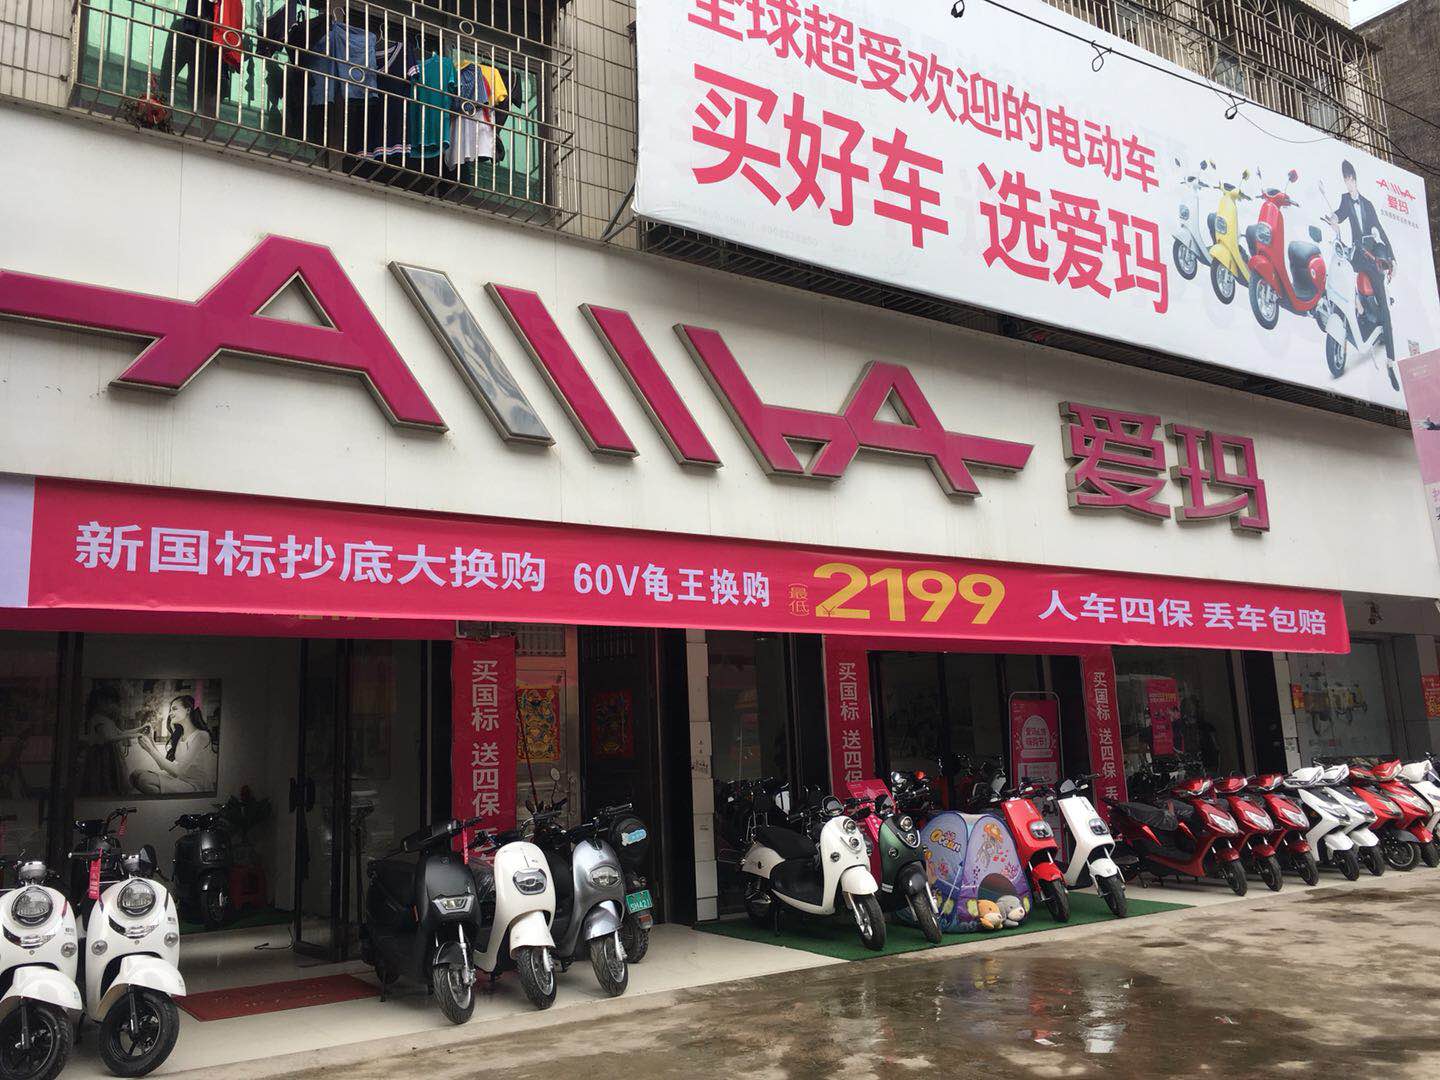 全球超受欢迎的电动车
买好车 选爱玛
AIMA
爱玛
AIMA 爱玛
新国标抄底大换购 60V龟王换购 (最低) ¥2199 人车四保 丢车包赔
买国标 送四保
买国标 送四保
买国标 送四保 丢
Ocean